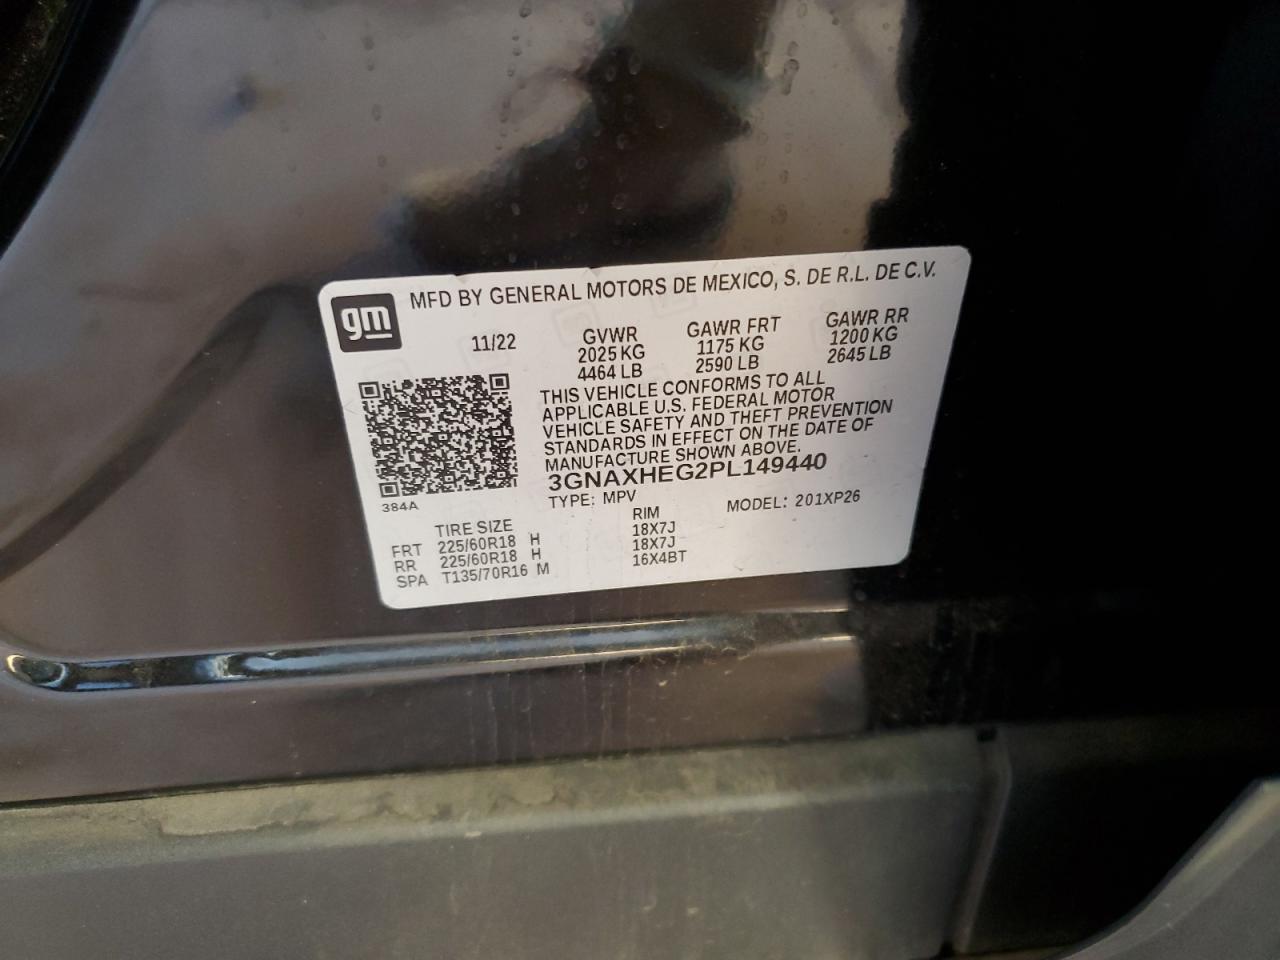 gm
MFD BY GENERAL MOTORS DE MEXICO, S. DE R.L. DE C.V.
11/22
GVWR GAWR FRT GAWR RR
2025 KG 1175 KG 1200 KG
4464 LB 2590 LB 2645 LB
THIS VEHICLE CONFORMS TO ALL
APPLICABLE U.S. FEDERAL MOTOR
VEHICLE SAFETY AND THEFT PREVENTION
STANDARDS IN EFFECT ON THE DATE OF
MANUFACTURE SHOWN ABOVE.
3GNAXHEG2PL149440
384A
TYPE: MPV MODEL: 201XP26
TIRE SIZE RIM
FRT 225/60R18 H 18X7J
RR 225/60R18 H 18X7J
SPA T135/70R16 M 16X4BT